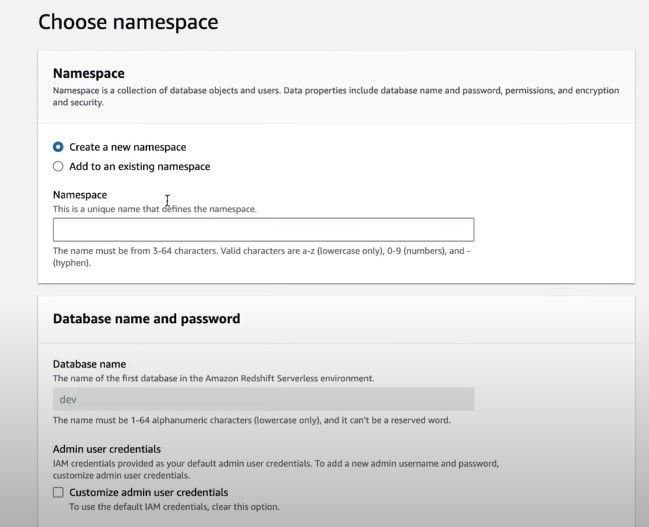 Choose namespace
Namespace
Namespace is a collection of database objects and users. Data properties include database name and password, permissions, and encryption
and security.
Create a new namespace
Add to an existing namespace
Namespace
This is a unique name that defines the namespace.
The name must be from 3-64 characters. Valid characters are a-z (lowercase only), 0-9 (numbers), and -
(hyphen).
Database name and password
Database name
The name of the first database in the Amazon Redshift Serverless environment.
dev
The name must be 1-64 alphanumeric characters (lowercase only), and it can't be a reserved word.
Admin user credentials
IAM credentials provided as your default admin user credentials. To add a new admin username and password,
customize admin user credentials.
Customize admin user credentials
To use the default IAM credentials, clear this option.